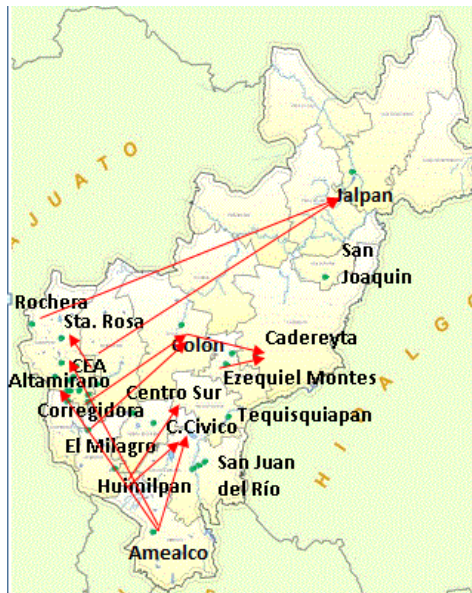 Jalpan
San
Joaquin
AJUATO
Rochera
Sta. Rosa
Colón
Cadereyta
CEA
Altamirano
Ezequiel Montes
Centro Sur
Corregidora
Tequisquiapan
C.Civico
El Milagro
San Juan
del Río
Huimilpan
HIDALGO
Amealco